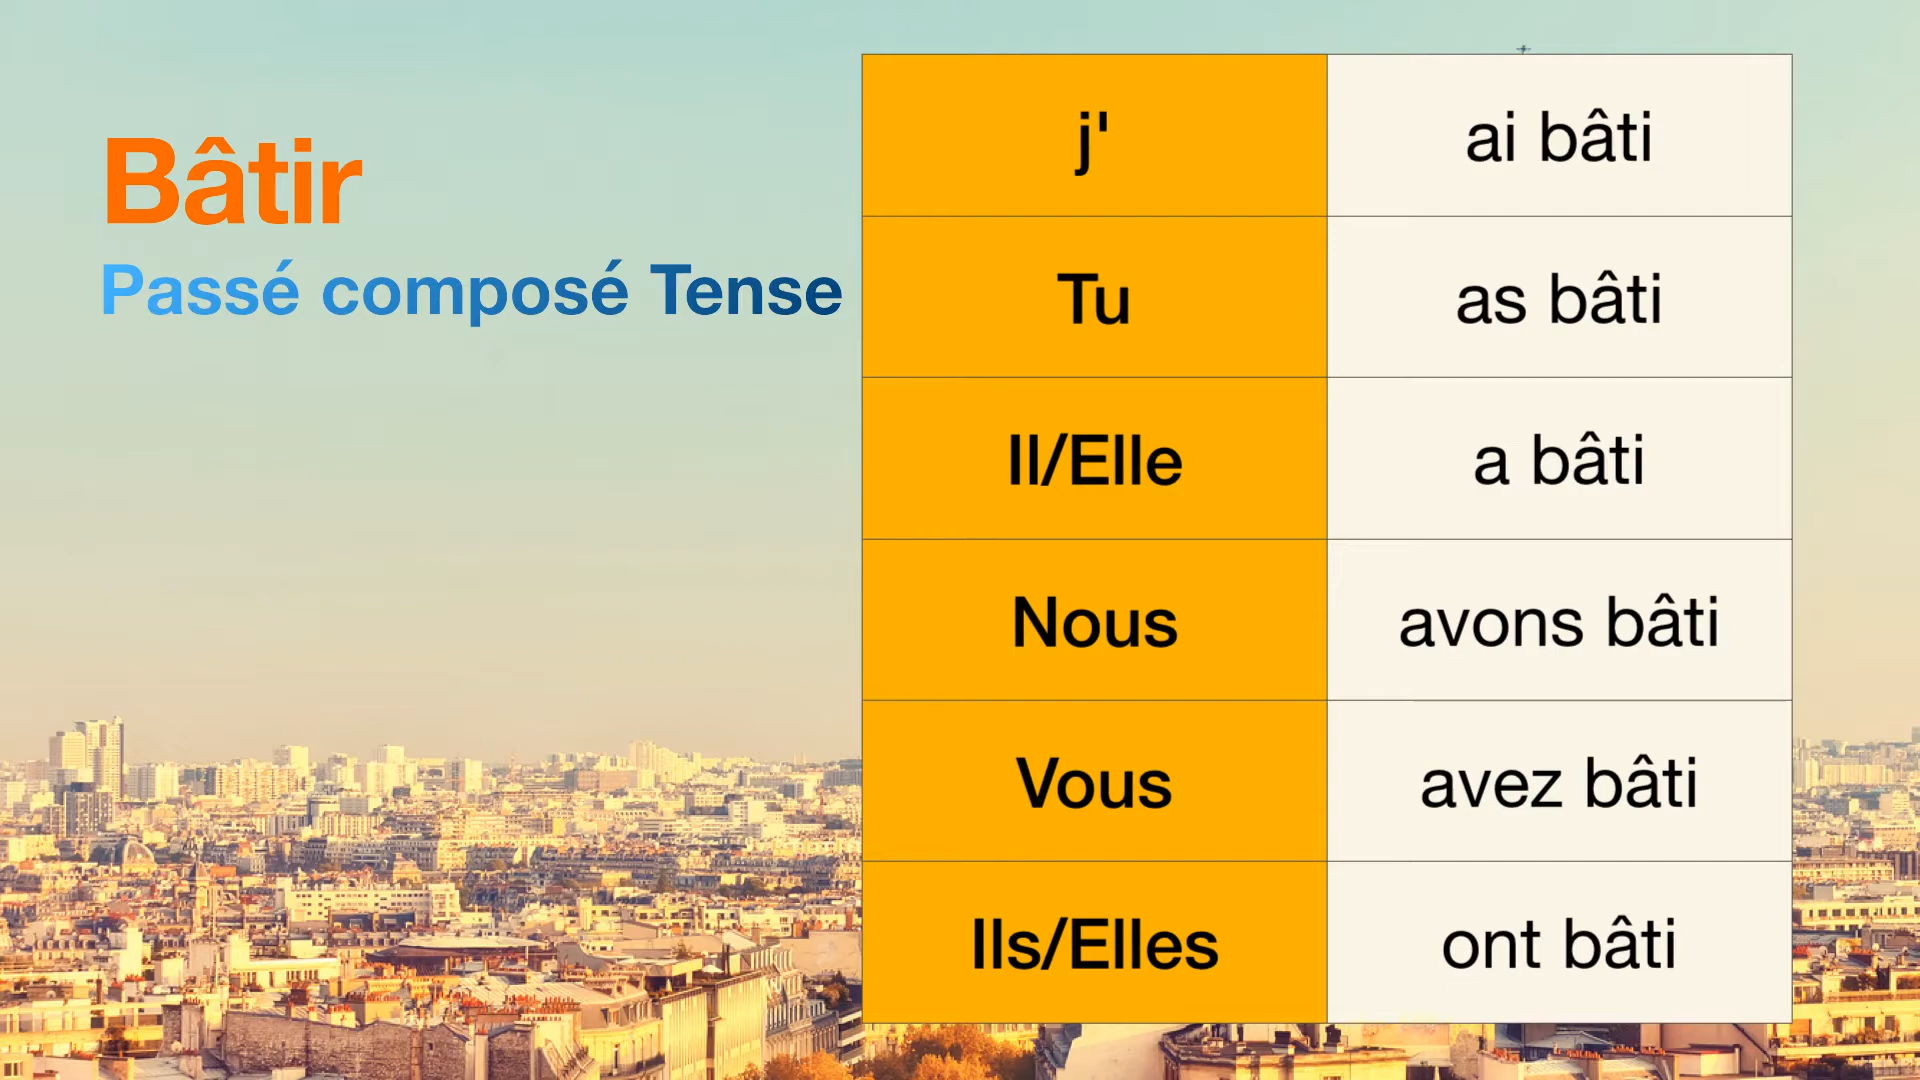 Bâtir
Passé composé Tense
j' ai bâti
Tu as bâti
Il/Elle a bâti
Nous avons bâti
Vous avez bâti
Ils/Elles ont bâti